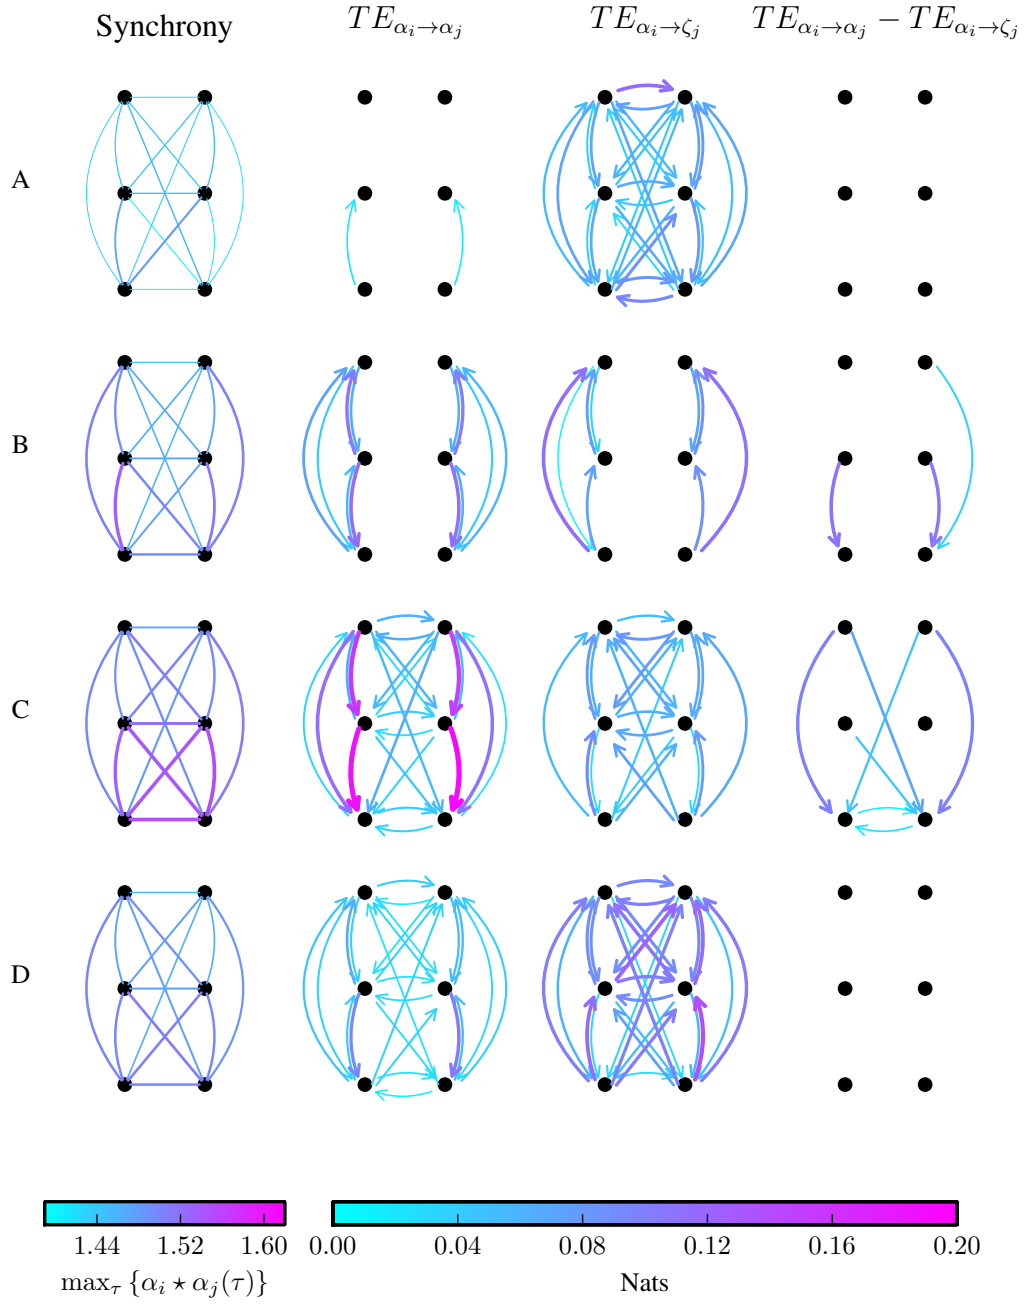 Synchrony
TE_{α_i→α_j}
TE_{α_i→ζ_j}
TE_{α_i→α_j} − TE_{α_i→ζ_j}
A
B
C
D
1.44 1.52 1.60
max_τ {α_i ⋆ α_j(τ)}
0.00 0.04 0.08 0.12 0.16 0.20
Nats